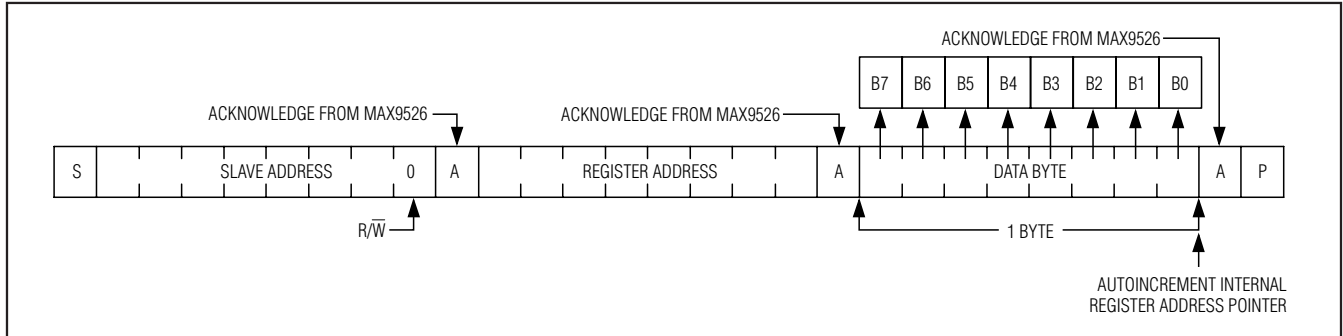 ACKNOWLEDGE FROM MAX9526
B7 B6 B5 B4 B3 B2 B1 B0
ACKNOWLEDGE FROM MAX9526
ACKNOWLEDGE FROM MAX9526
S SLAVE ADDRESS 0 A REGISTER ADDRESS A DATA BYTE A P
R/W̅
1 BYTE
AUTOINCREMENT INTERNAL
REGISTER ADDRESS POINTER